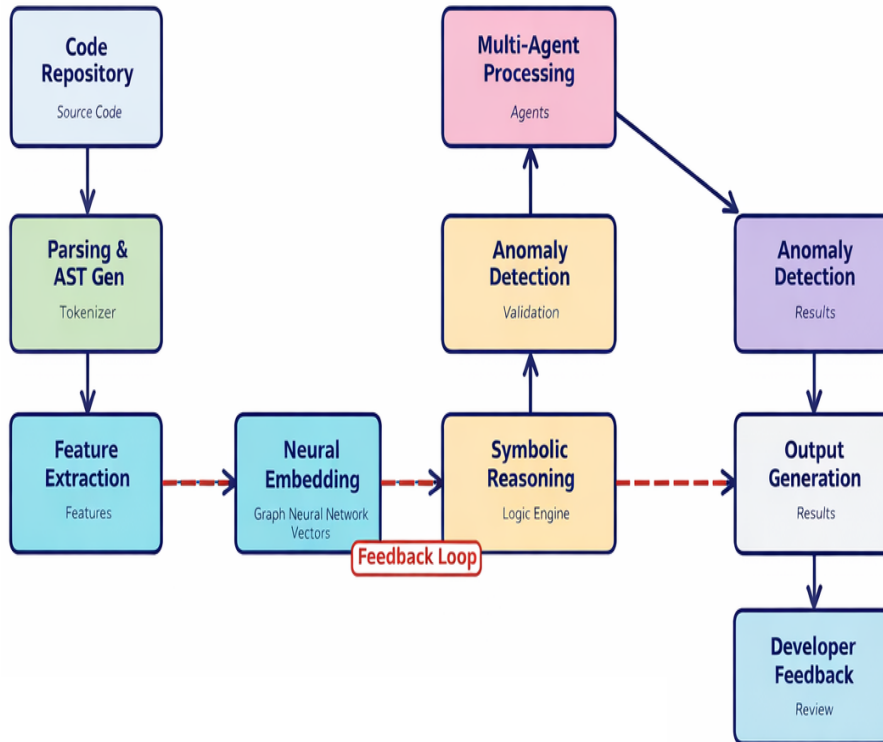 Code
Repository
Source Code
Multi-Agent
Processing
Agents
Parsing &
AST Gen
Tokenizer
Anomaly
Detection
Validation
Anomaly
Detection
Results
Feature
Extraction
Features
Neural
Embedding
Graph Neural Network
Vectors
Symbolic
Reasoning
Logic Engine
Output
Generation
Results
Feedback Loop
Developer
Feedback
Review